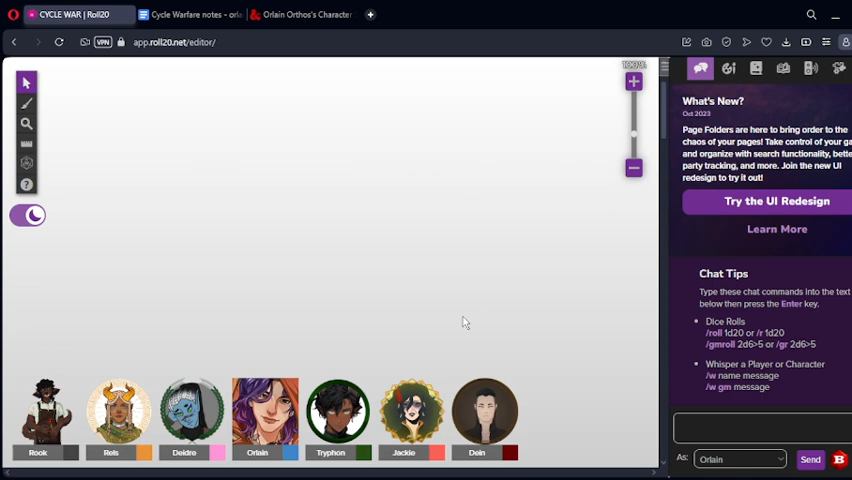 CYCLE WAR | Roll20
Cycle Warfare notes - orla
Orlain Orthos's Character
VPN
app.roll20.net/editor/
100%
What's New?
Oct 2023
Page Folders are here to bring order to the
chaos of your pages! Take control of your ga
and organize with search functionality, bette
party tracking, and more. Join the new UI
redesign to try it out!
Try the UI Redesign
Learn More
Chat Tips
Type these chat commands into the text
below then press the Enter key.
Dice Rolls
/roll 1d20 or /r 1d20
/gmroll 2d6>5 or /gr 2d6>5
Whisper a Player or Character
/w name message
/w gm message
Rook
Rels
Deidre
Orlain
Tryphon
Jackie
Dein
As:
Orlain
Send